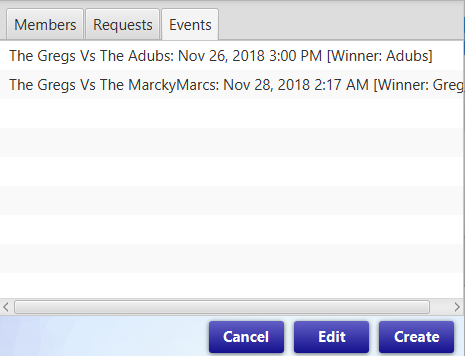 Members Requests Events
The Gregs Vs The Adubs: Nov 26, 2018 3:00 PM [Winner: Adubs]
The Gregs Vs The MarckyMarcs: Nov 28, 2018 2:17 AM [Winner: Greg
Cancel Edit Create